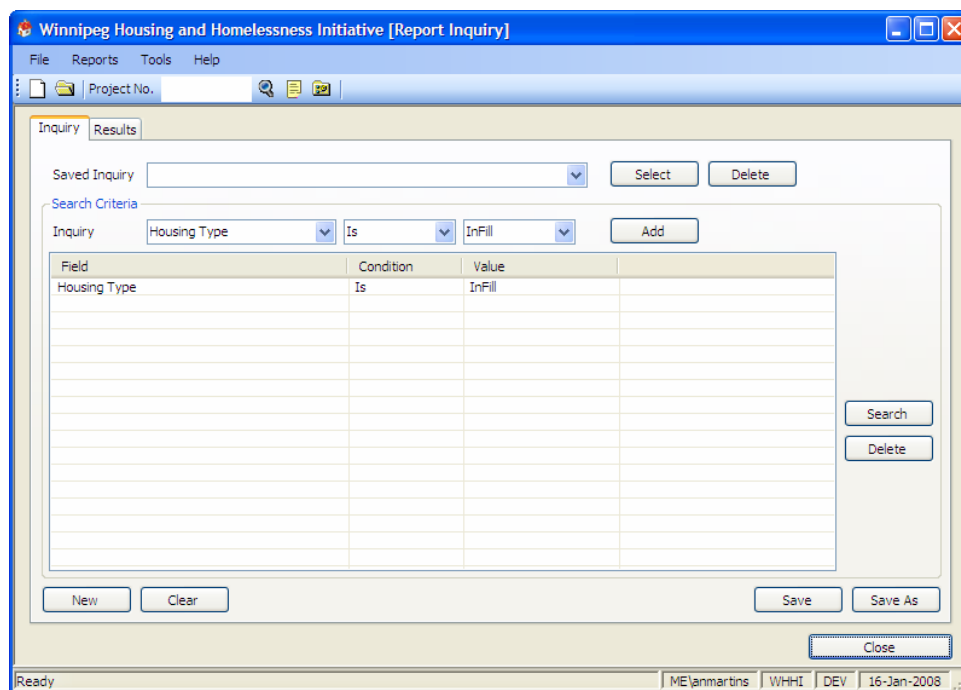 Winnipeg Housing and Homelessness Initiative [Report Inquiry]
File Reports Tools Help
Project No.
Inquiry Results
Saved Inquiry Select Delete
Search Criteria
Inquiry Housing Type Is InFill Add
Field Condition Value
Housing Type Is InFill
Search
Delete
New Clear Save Save As
Close
Ready ME\anmartins WHHI DEV 16-Jan-2008